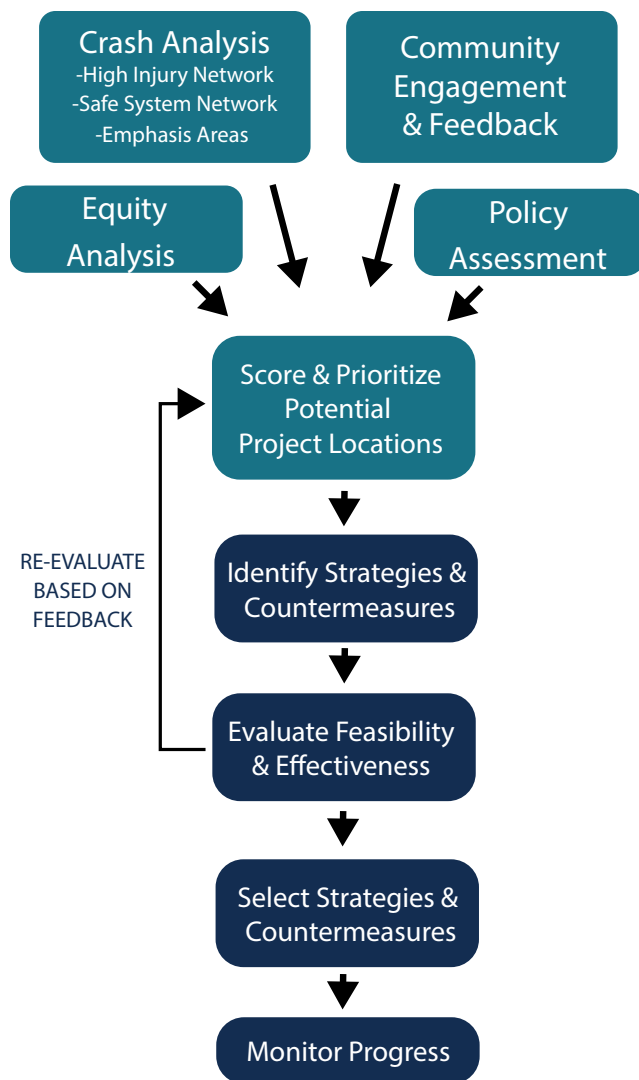 Crash Analysis
-High Injury Network
-Safe System Network
-Emphasis Areas
Community
Engagement
& Feedback
Equity
Analysis
Policy
Assessment
Score & Prioritize
Potential
Project Locations
RE-EVALUATE
BASED ON
FEEDBACK
Identify Strategies &
Countermeasures
Evaluate Feasibility
& Effectiveness
Select Strategies &
Countermeasures
Monitor Progress